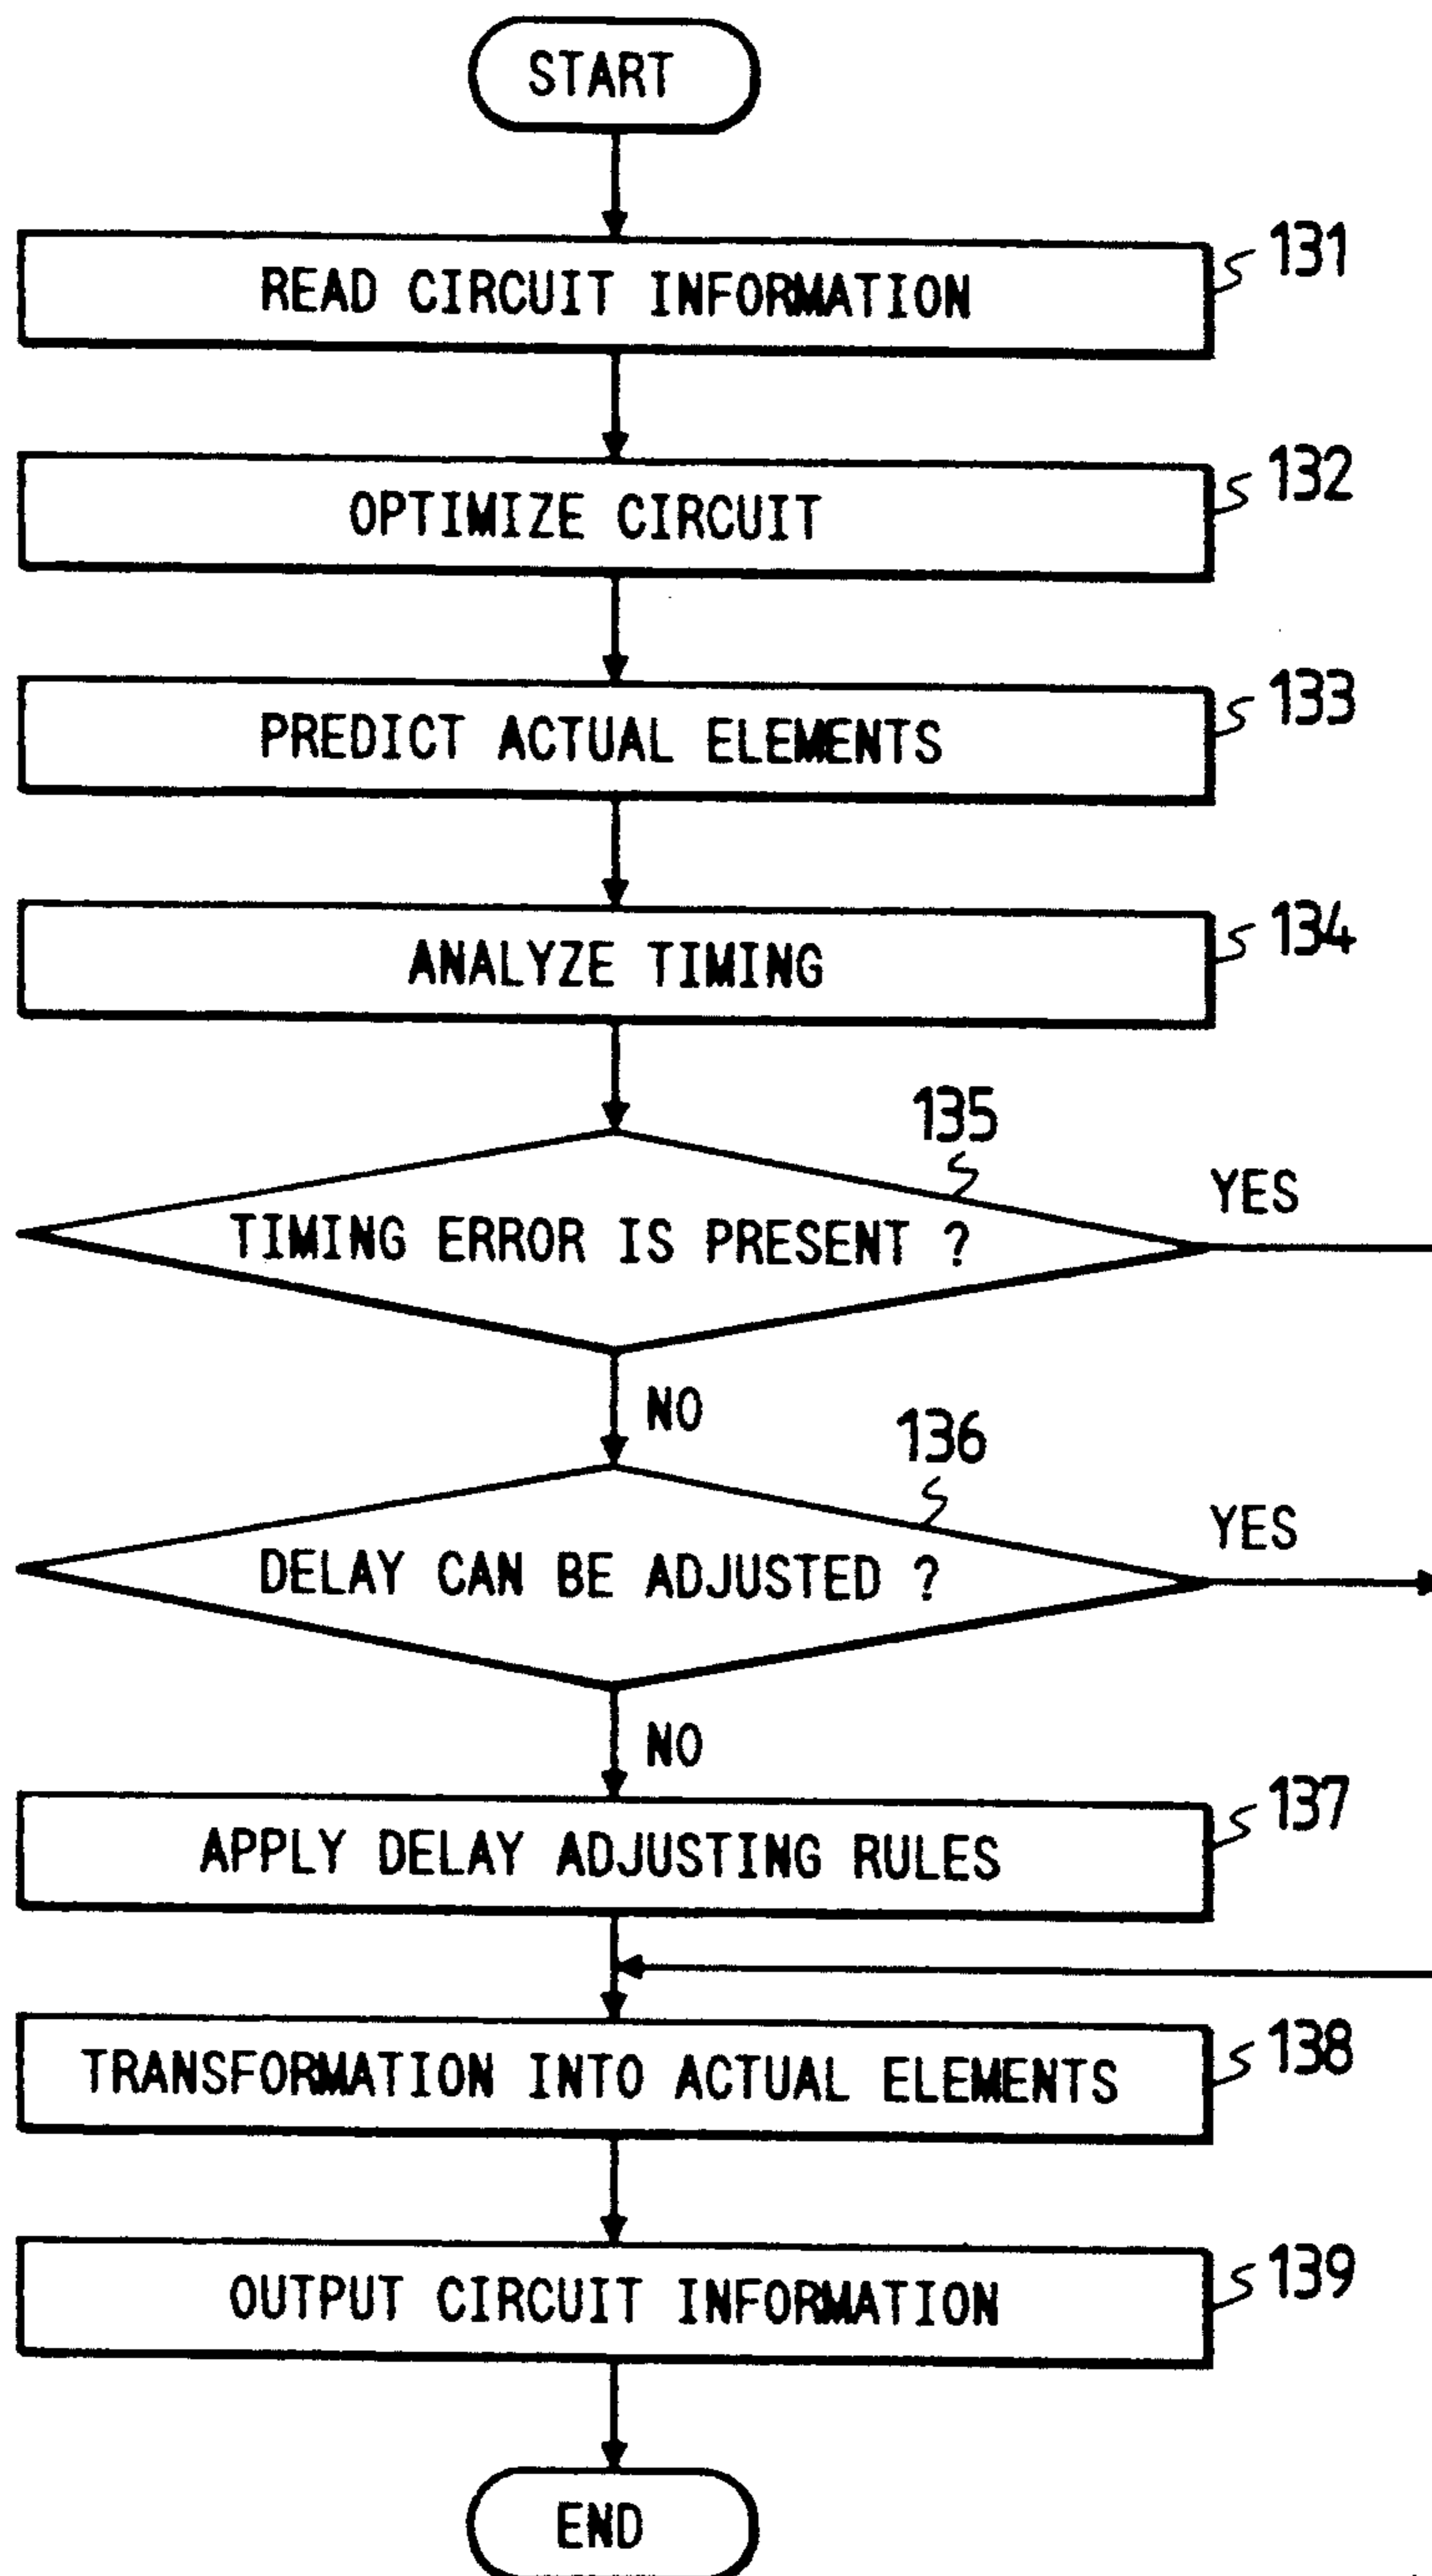 START
READ CIRCUIT INFORMATION
131
OPTIMIZE CIRCUIT
132
PREDICT ACTUAL ELEMENTS
133
ANALYZE TIMING
134
135
TIMING ERROR IS PRESENT ?
YES
NO
136
DELAY CAN BE ADJUSTED ?
YES
NO
APPLY DELAY ADJUSTING RULES
137
TRANSFORMATION INTO ACTUAL ELEMENTS
138
OUTPUT CIRCUIT INFORMATION
139
END